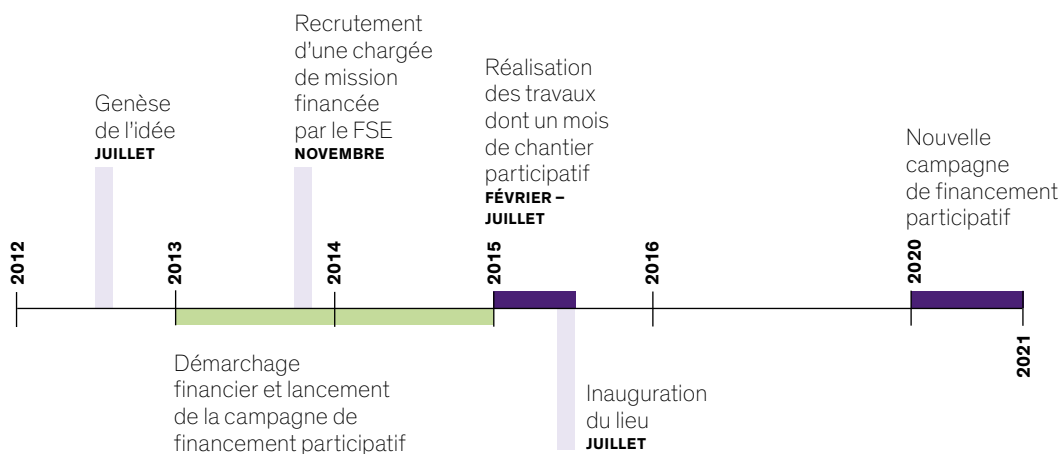 Genèse
de l'idée
JUILLET
Recrutement
d'une chargée
de mission
financée
par le FSE
NOVEMBRE
Réalisation
des travaux
dont un mois
de chantier
participatif
FÉVRIER –
JUILLET
Nouvelle
campagne
de financement
participatif
2012
2013
2014
2015
2016
2020
2021
Démarchage
financier et lancement
de la campagne de
financement participatif
Inauguration
du lieu
JUILLET